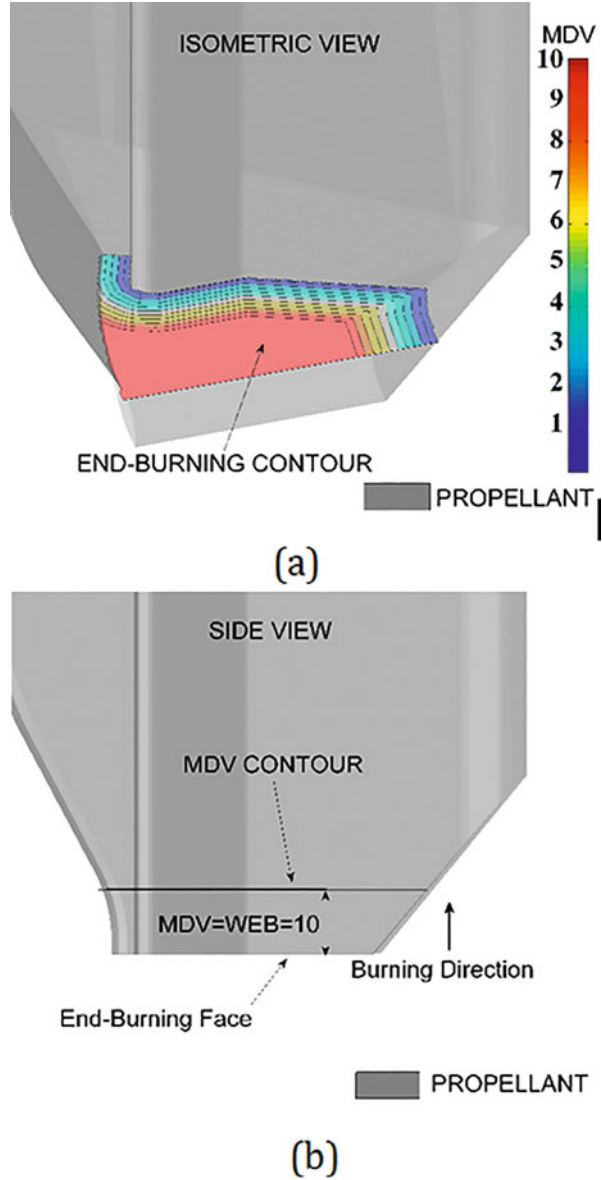 ISOMETRIC VIEW
MDV
10
9
8
7
6
5
4
3
2
1
END-BURNING CONTOUR
PROPELLANT
(a)
SIDE VIEW
MDV CONTOUR
MDV=WEB=10
Burning Direction
End-Burning Face
PROPELLANT
(b)